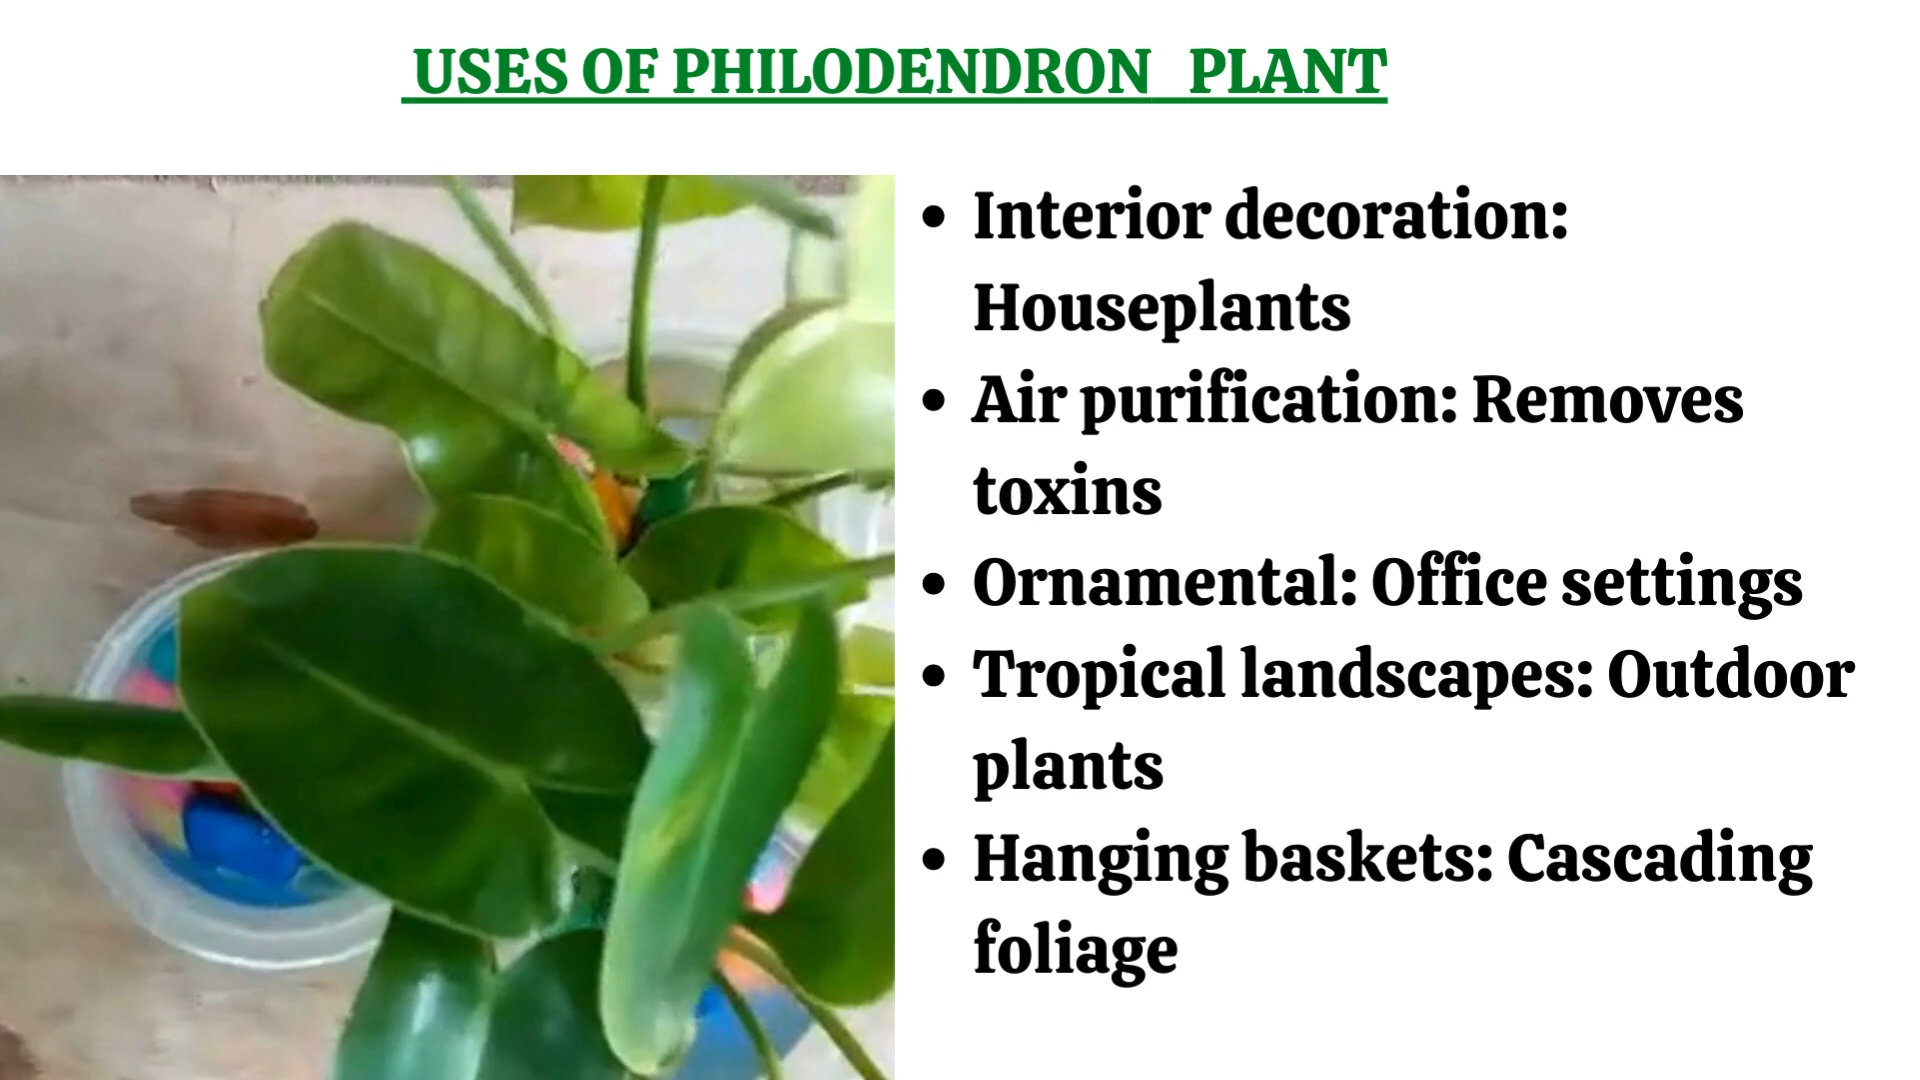 USES OF PHILODENDRON PLANT
• Interior decoration:
Houseplants
• Air purification: Removes
toxins
• Ornamental: Office settings
• Tropical landscapes: Outdoor
plants
• Hanging baskets: Cascading
foliage